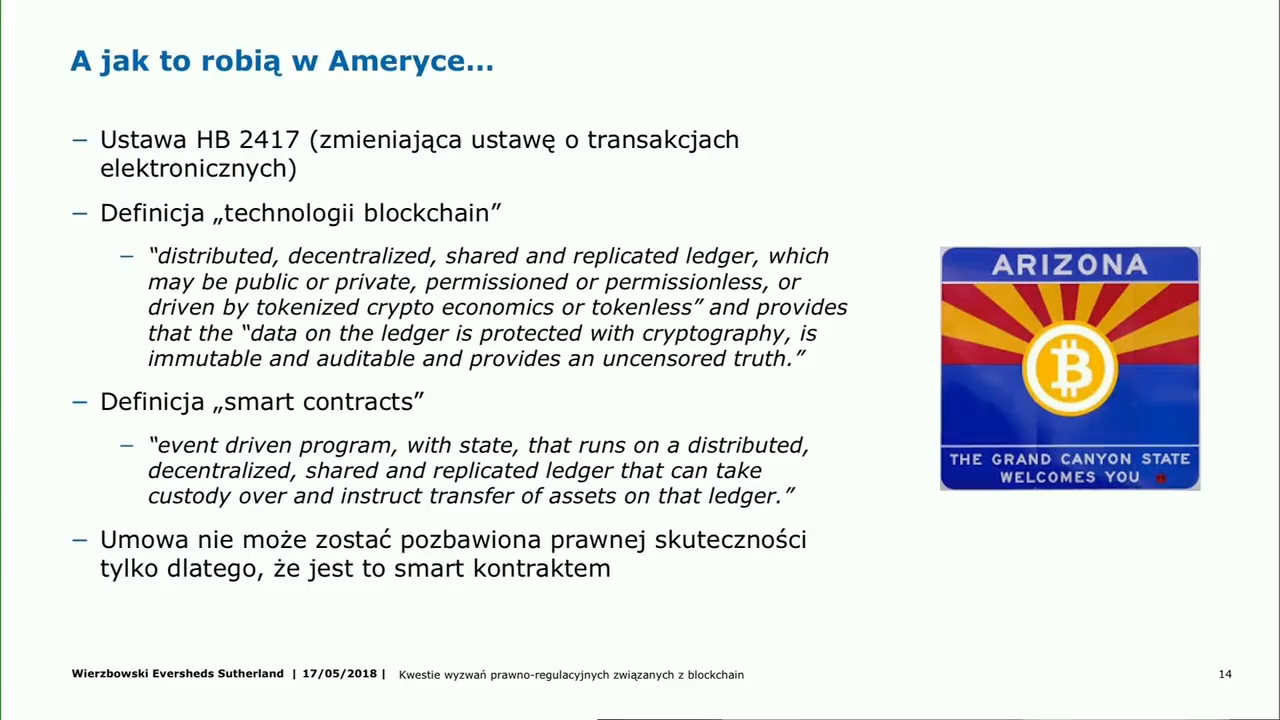 A jak to robią w Ameryce...
– Ustawa HB 2417 (zmieniająca ustawę o transakcjach
elektronicznych)
– Definicja „technologii blockchain”
– “distributed, decentralized, shared and replicated ledger, which
may be public or private, permissioned or permissionless, or
driven by tokenized crypto economics or tokenless” and provides
that the “data on the ledger is protected with cryptography, is
immutable and auditable and provides an uncensored truth.”
– Definicja „smart contracts”
– “event driven program, with state, that runs on a distributed,
decentralized, shared and replicated ledger that can take
custody over and instruct transfer of assets on that ledger.”
– Umowa nie może zostać pozbawiona prawnej skuteczności
tylko dlatego, że jest to smart kontraktem
ARIZONA
THE GRAND CANYON STATE
WELCOMES YOU
Wierzbowski Eversheds Sutherland | 17/05/2018 | Kwestie wyzwań prawno-regulacyjnych związanych z blockchain
14